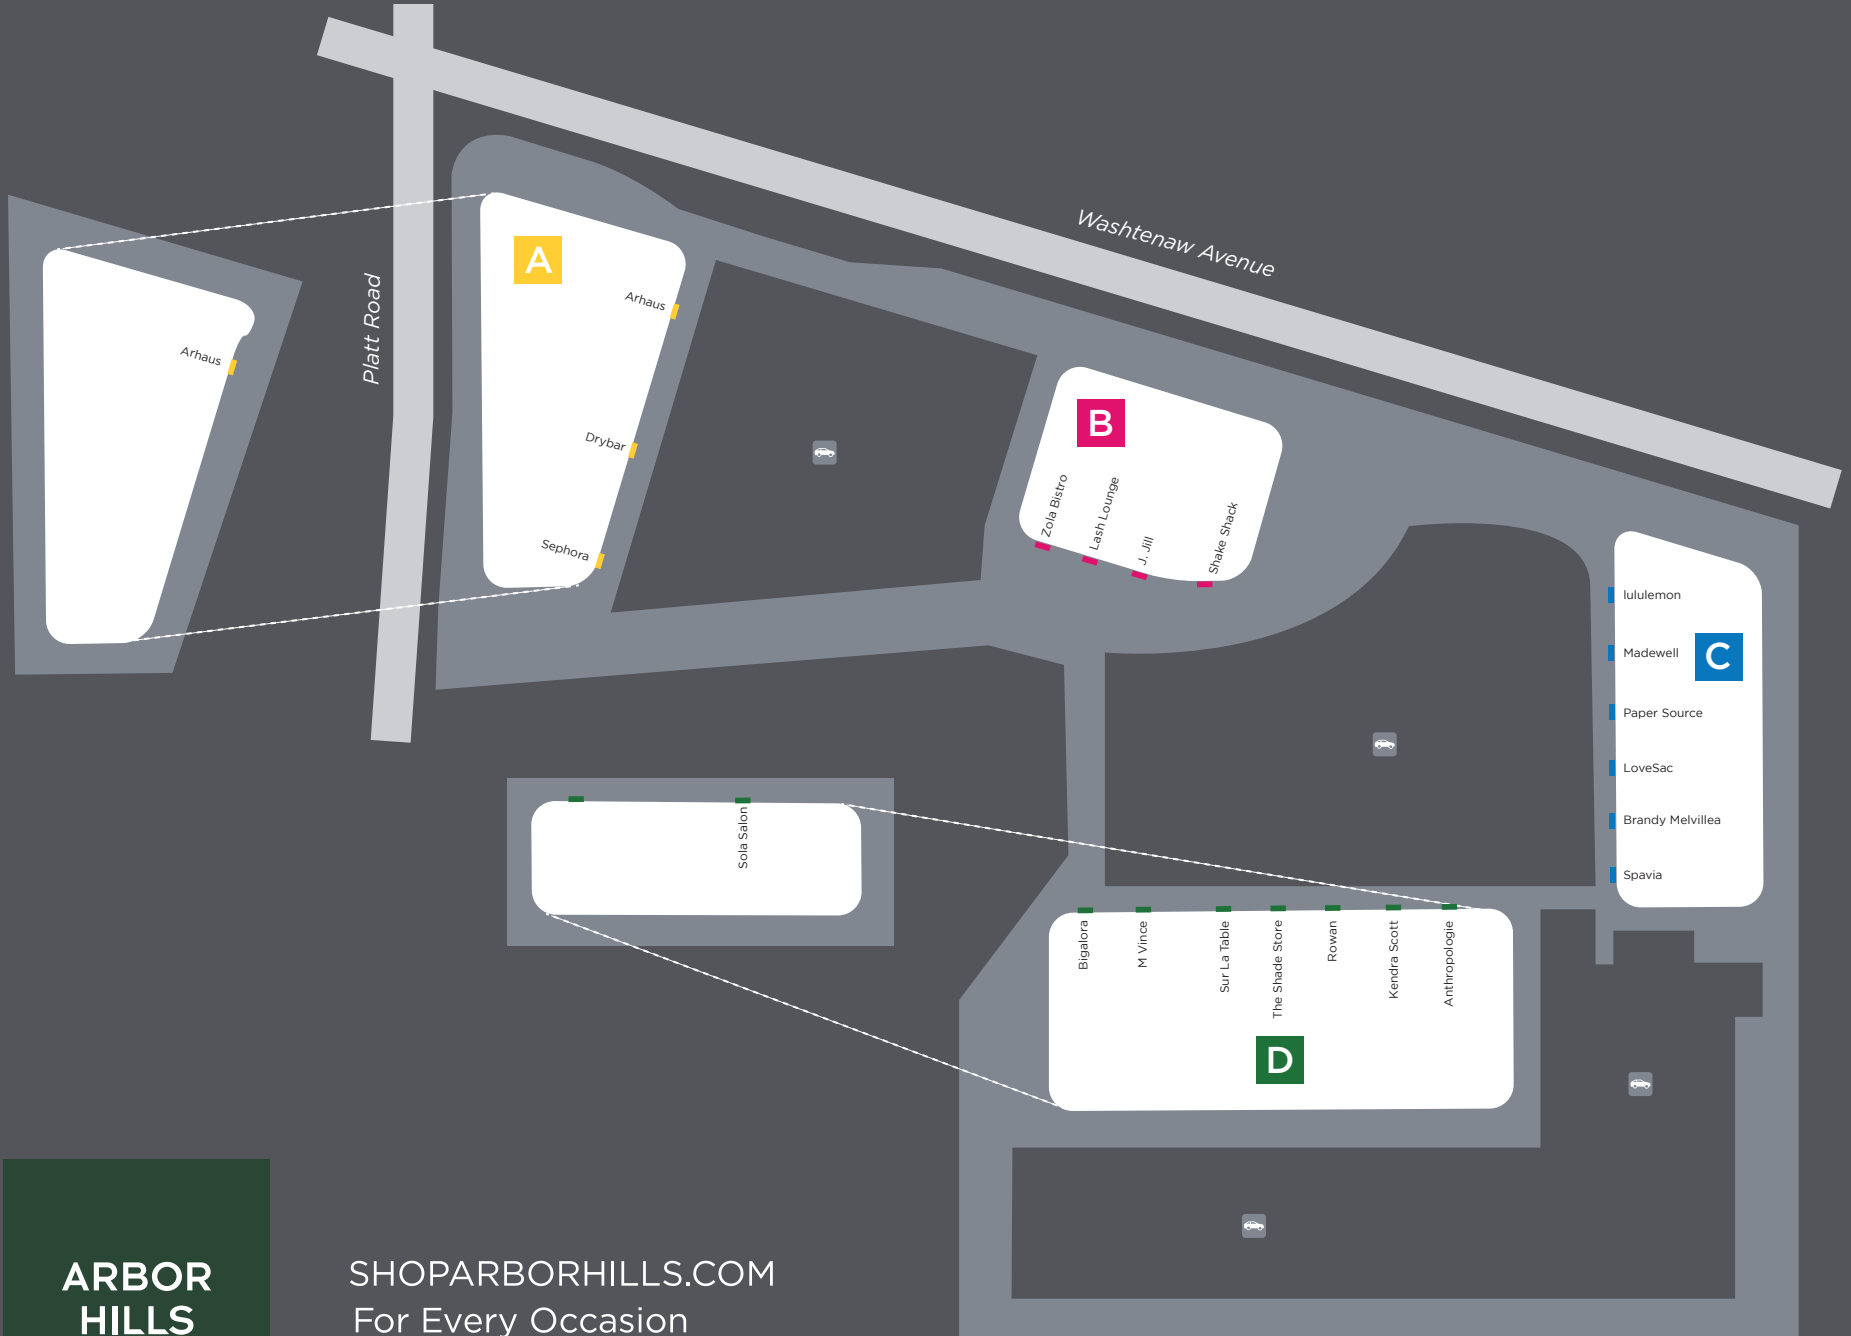 Washtenaw Avenue
Platt Road
A
Arhaus
Drybar
Sephora
Arhaus
B
Zola Bistro
Lash Lounge
J. Jill
Shake Shack
lululemon
Madewell
C
Paper Source
LoveSac
Brandy Melvillea
Spavia
Sola Salon
Bigalora
M Vince
Sur La Table
The Shade Store
Rowan
Kendra Scott
Anthropologie
D
ARBOR
HILLS
SHOPARBORHILLS.COM
For Every Occasion